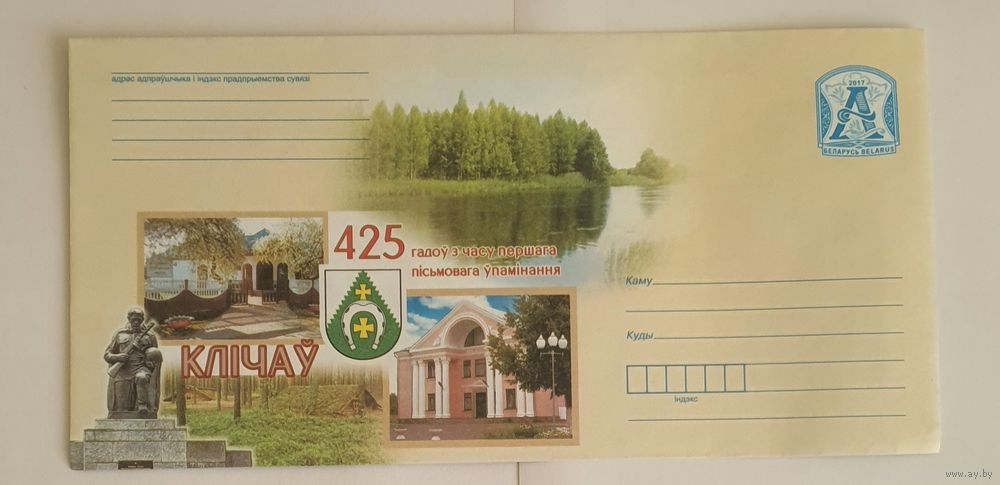 адрас адпраўшчыка і індэкс прадпрыемства сувязі
2017
А
БЕЛАРУСЬ BELARUS
425 гадоў з часу першага
пісьмовага ўпамінання
КЛІЧАЎ
Каму
Куды
індэкс
www.ay.by